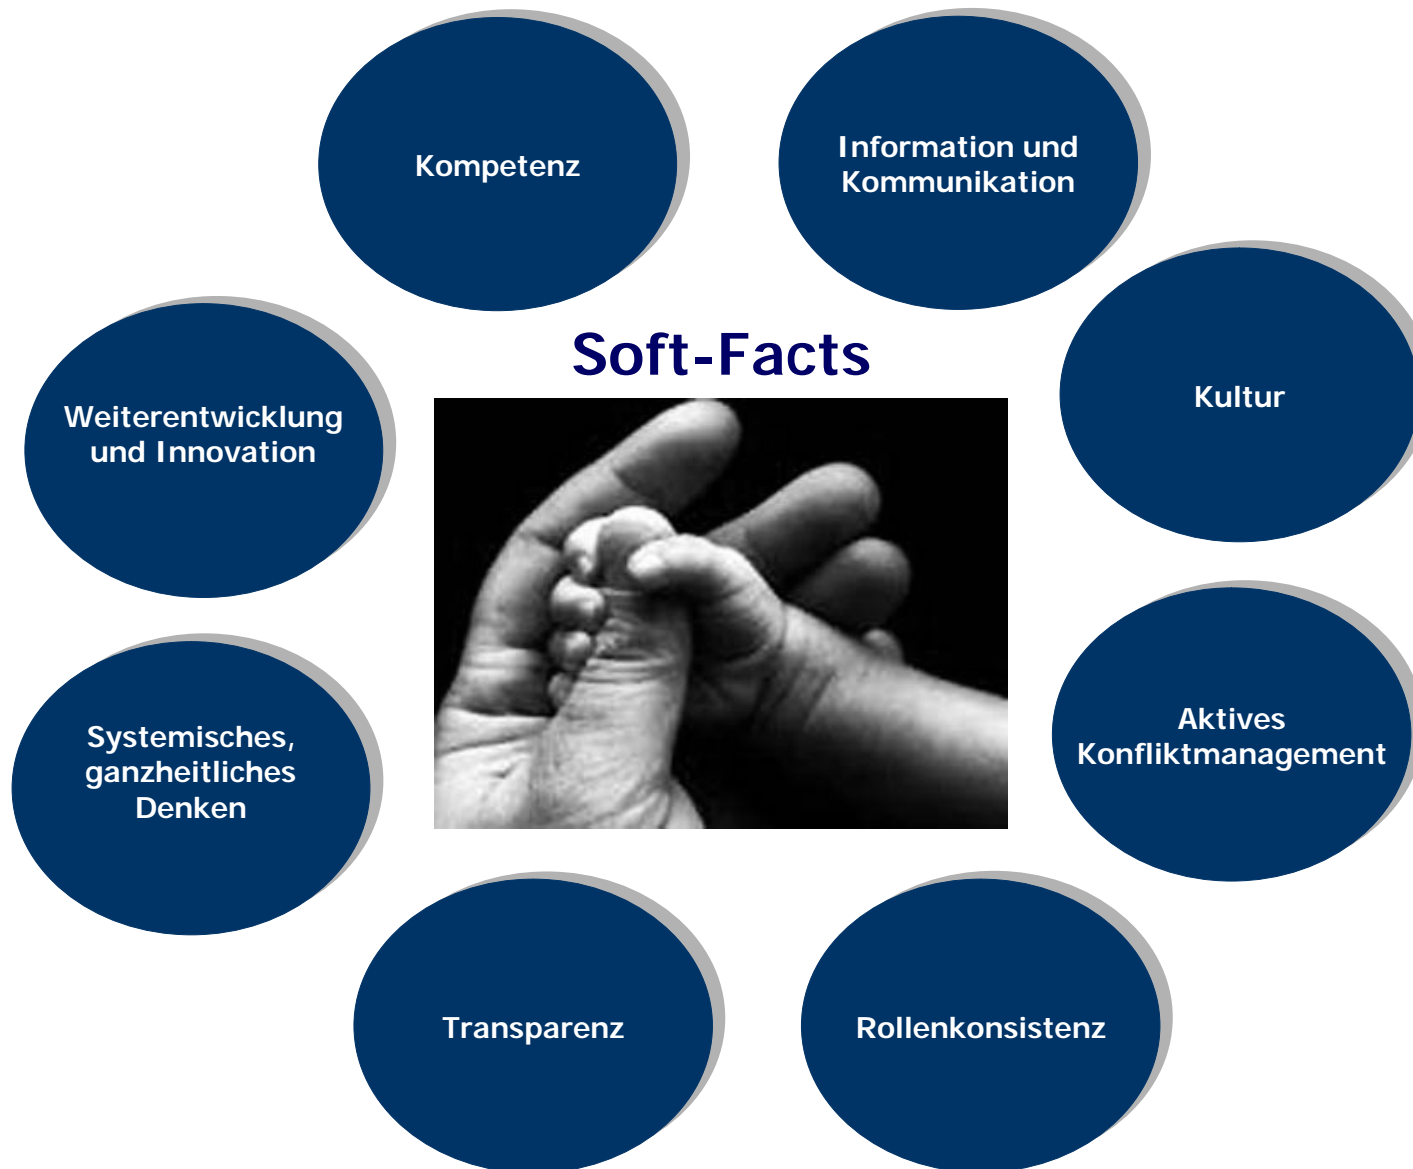 Kompetenz
Information und
Kommunikation
Soft-Facts
Weiterentwicklung
und Innovation
Kultur
Systemisches,
ganzheitliches
Denken
Aktives
Konfliktmanagement
Transparenz
Rollenkonsistenz